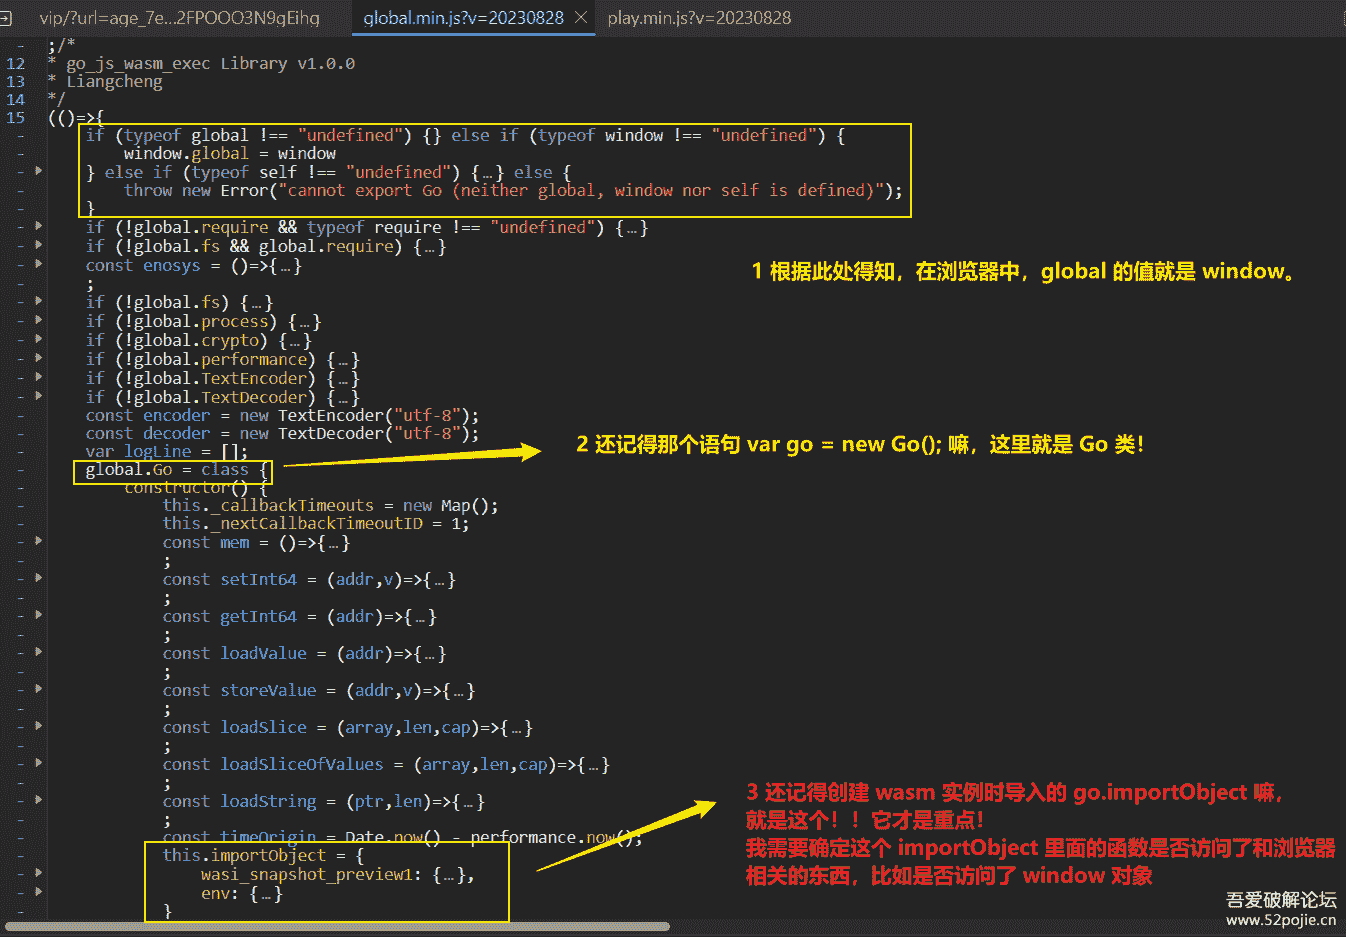 vip/?url=age_7e…2FPOOO3N9gEihg
global.min.js?v=20230828
play.min.js?v=20230828
;/*
12 * go_js_wasm_exec Library v1.0.0
13 * Liangcheng
14 */
15 (()=>{
if (typeof global !== "undefined") {} else if (typeof window !== "undefined") {
window.global = window
} else if (typeof self !== "undefined") {…} else {
throw new Error("cannot export Go (neither global, window nor self is defined)");
}
if (!global.require && typeof require !== "undefined") {…}
if (!global.fs && global.require) {…}
const enosys = ()=>{…}
1 根据此处得知，在浏览器中，global 的值就是 window。
;
if (!global.fs) {…}
if (!global.process) {…}
if (!global.crypto) {…}
if (!global.performance) {…}
if (!global.TextEncoder) {…}
if (!global.TextDecoder) {…}
const encoder = new TextEncoder("utf-8");
const decoder = new TextDecoder("utf-8");
2 还记得那个语句 var go = new Go(); 嘛，这里就是 Go 类！
var logLine = [];
global.Go = class {
constructor() {
this._callbackTimeouts = new Map();
this._nextCallbackTimeoutID = 1;
const mem = ()=>{…}
;
const setInt64 = (addr,v)=>{…}
;
const getInt64 = (addr)=>{…}
;
const loadValue = (addr)=>{…}
;
const storeValue = (addr,v)=>{…}
;
const loadSlice = (array,len,cap)=>{…}
;
const loadSliceOfValues = (array,len,cap)=>{…}
;
const loadString = (ptr,len)=>{…}
;
const timeOrigin = Date.now() - performance.now();
this.importObject = {
wasi_snapshot_preview1: {…},
env: {…}
}
3 还记得创建 wasm 实例时导入的 go.importObject 嘛，
就是这个！！它才是重点！
我需要确定这个 importObject 里面的函数是否访问了和浏览器
相关的东西，比如是否访问了 window 对象
吾爱破解论坛
www.52pojie.cn